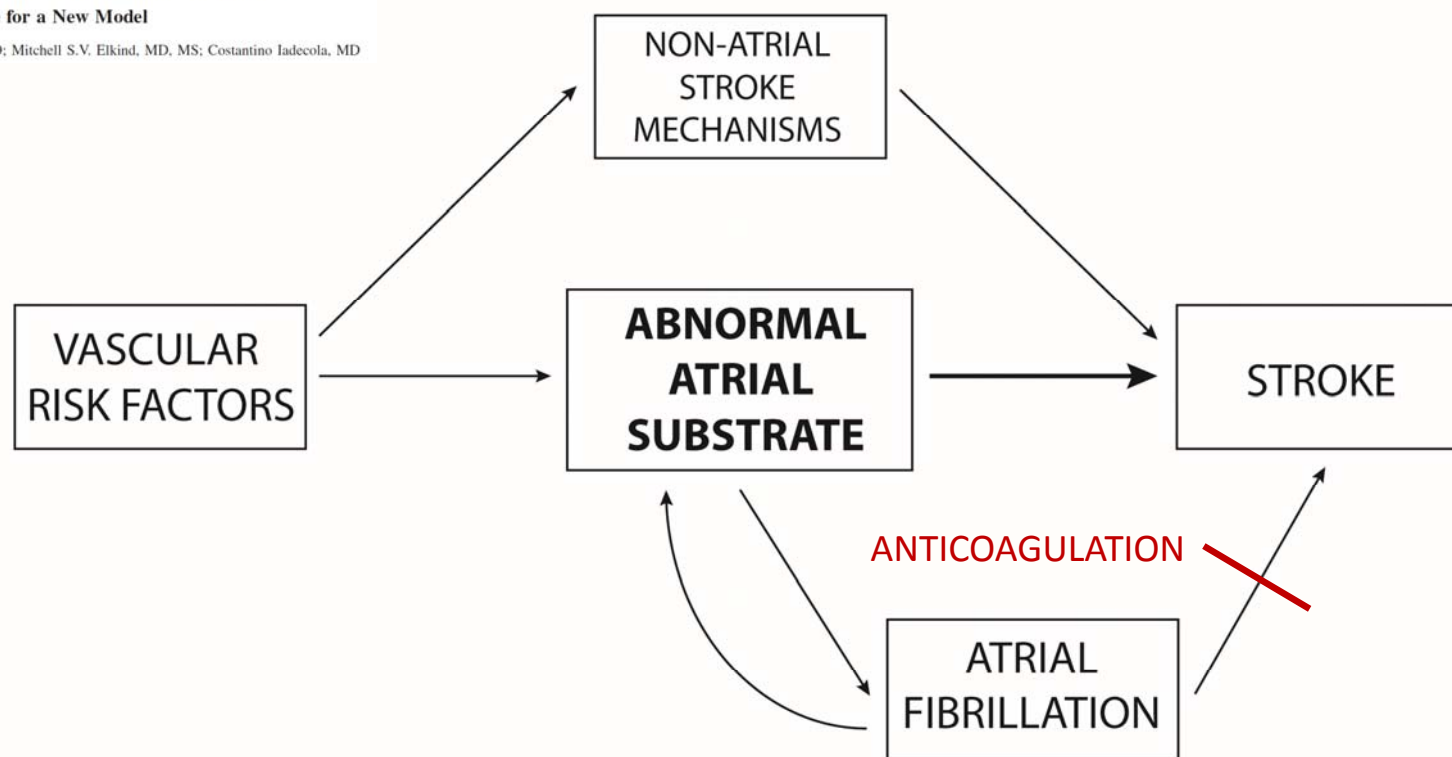 for a New Model
; Mitchell S.V. Elkind, MD, MS; Costantino Iadecola, MD
NON-ATRIAL
STROKE
MECHANISMS
VASCULAR
RISK FACTORS
ABNORMAL
ATRIAL
SUBSTRATE
STROKE
ANTICOAGULATION
ATRIAL
FIBRILLATION